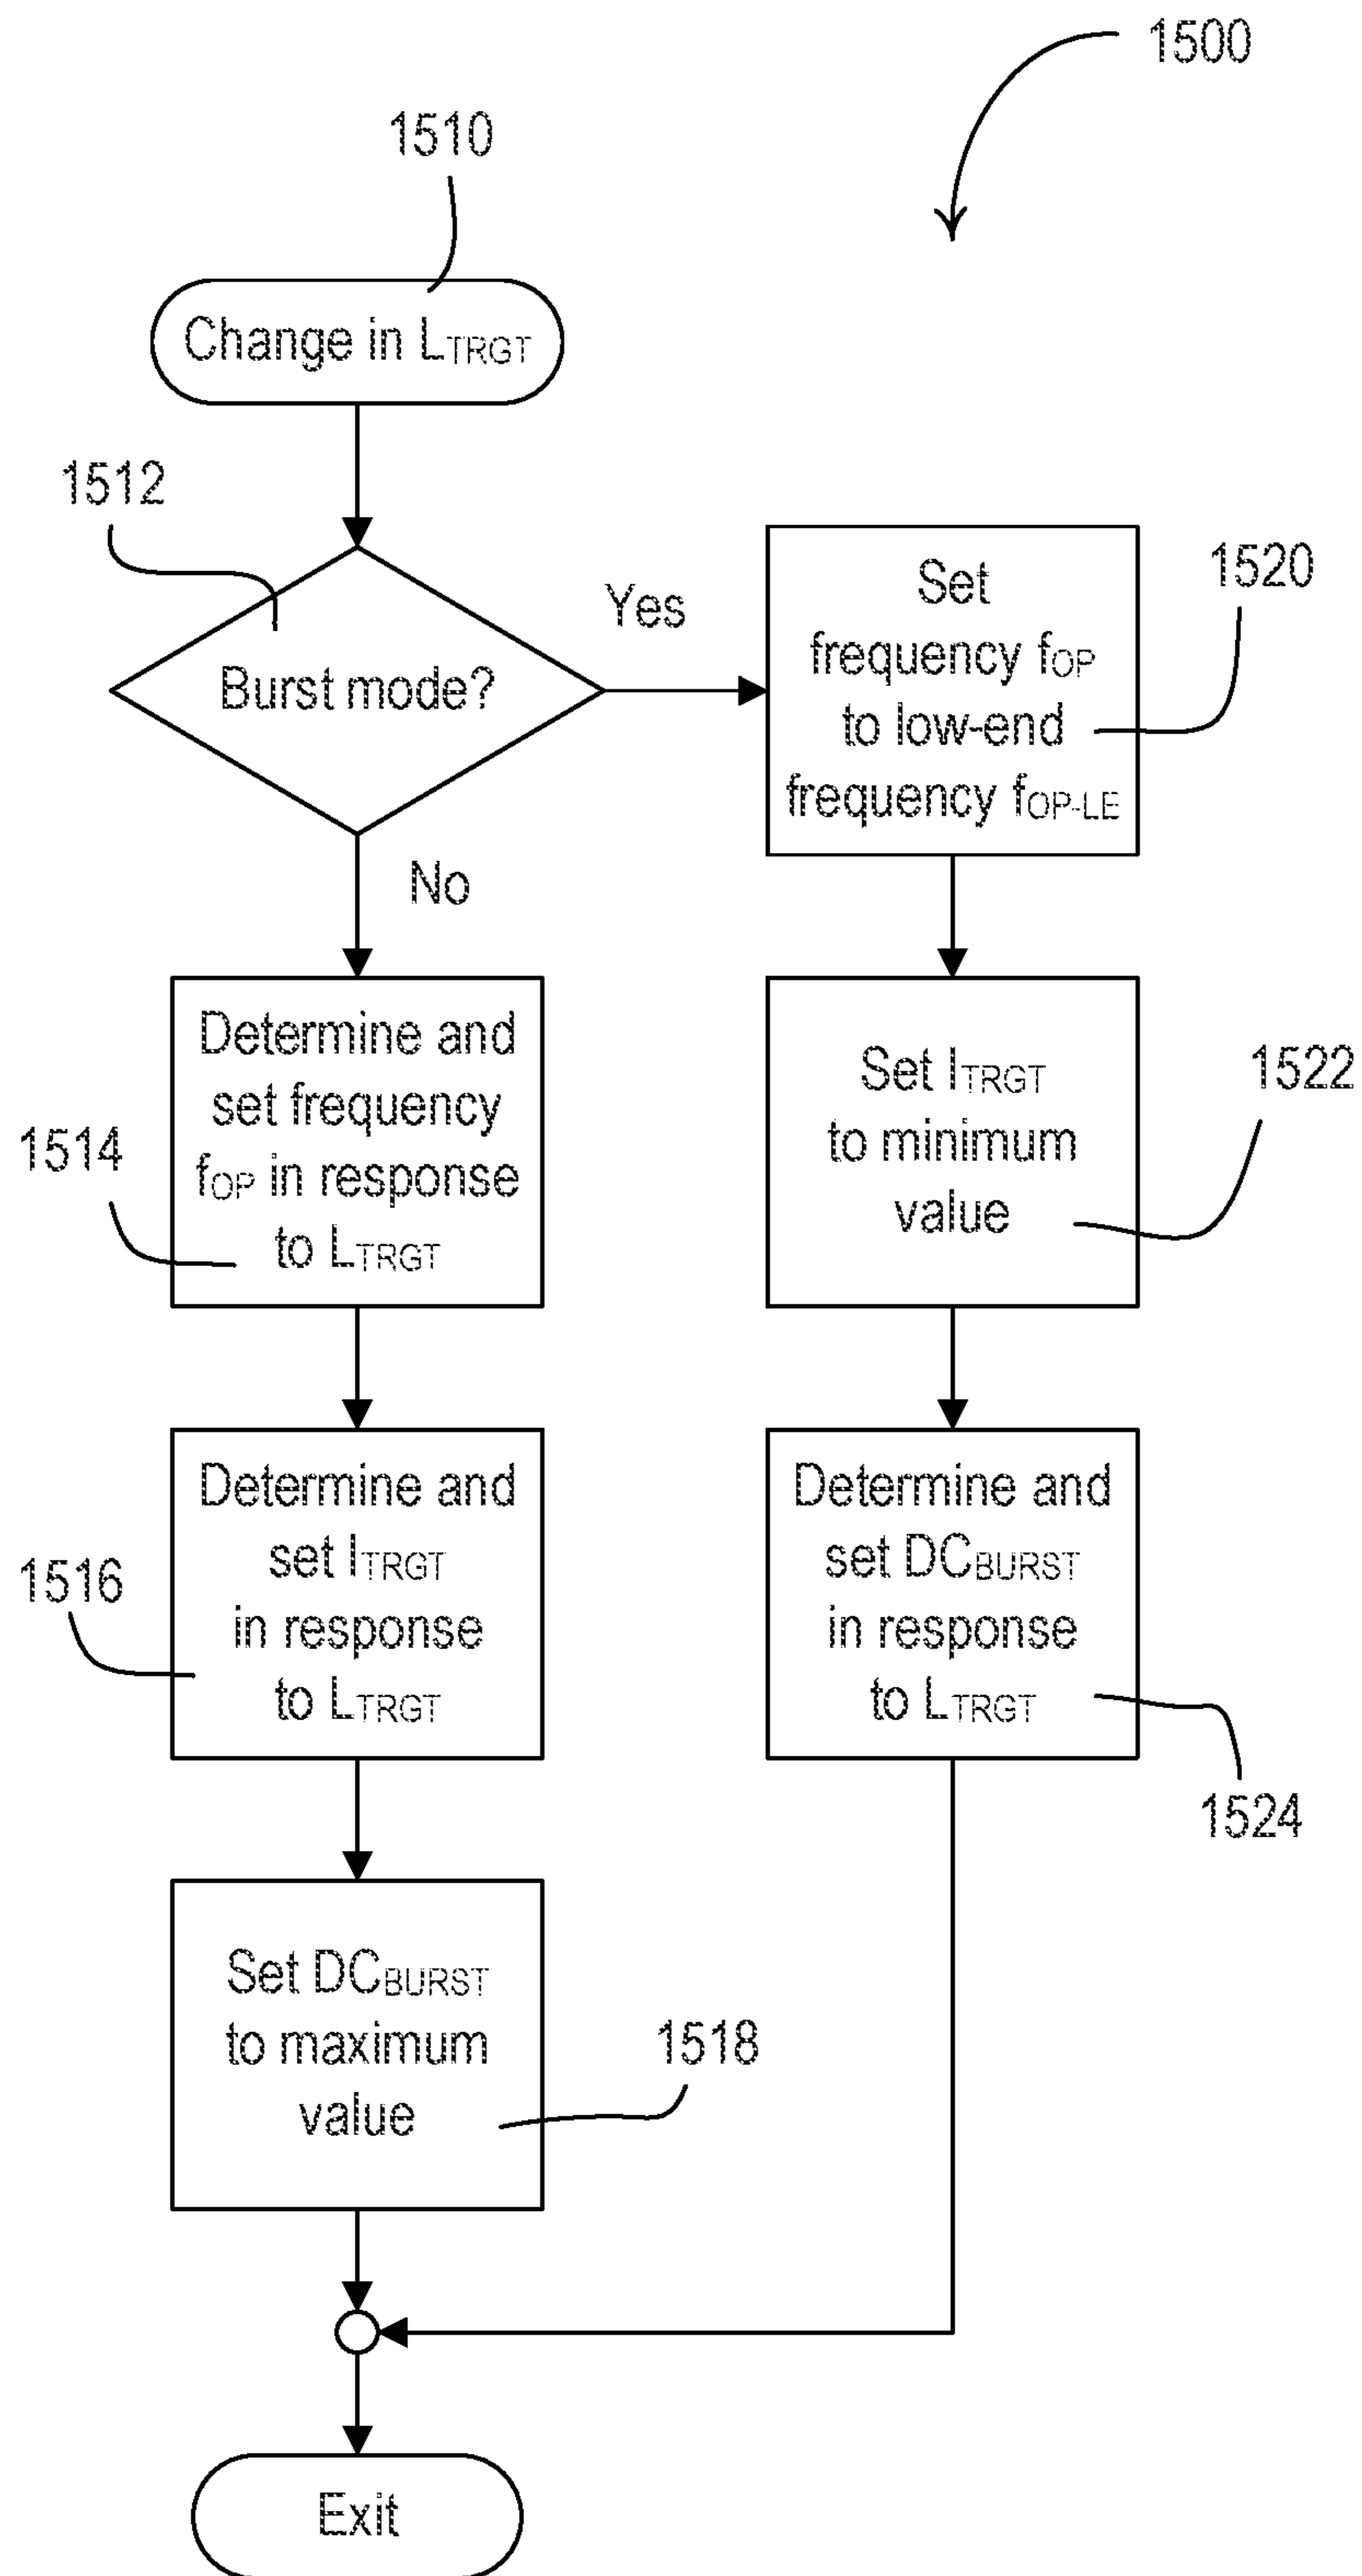 1500
1510
Change in LTRGT
1512
Burst mode?
Yes
No
Set
frequency fOP
to low-end
frequency fOP-LE
1520
Determine and
set frequency
fOP in response
to LTRGT
1514
Set ITRGT
to minimum
value
1522
Determine and
set ITRGT
in response
to LTRGT
1516
Determine and
set DCBURST
in response
to LTRGT
1524
Set DCBURST
to maximum
value
1518
Exit